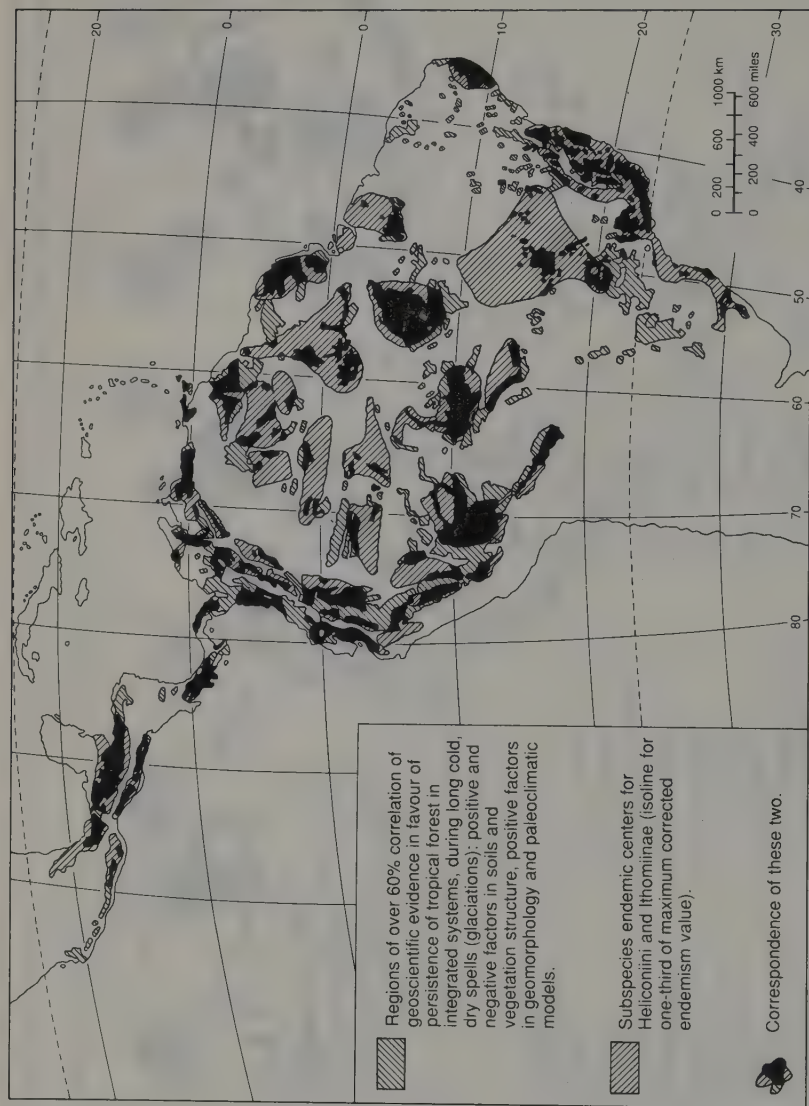 20
0
0
10
20
30
0 200 600 1000 km
0 200 400 600 miles
80
70
60
50
40
Regions of over 60% correlation of
geoscientific evidence in favour of
persistence of tropical forest in
integrated systems, during long cold,
dry spells (glaciations): positive and
negative factors in soils and
vegetation structure, positive factors
in geomorphology and paleoclimatic
models.
Subspecies endemic centers for
Heliconiini and Ithomiinae (isoline for
one-third of maximum corrected
endemism value).
Correspondence of these two.